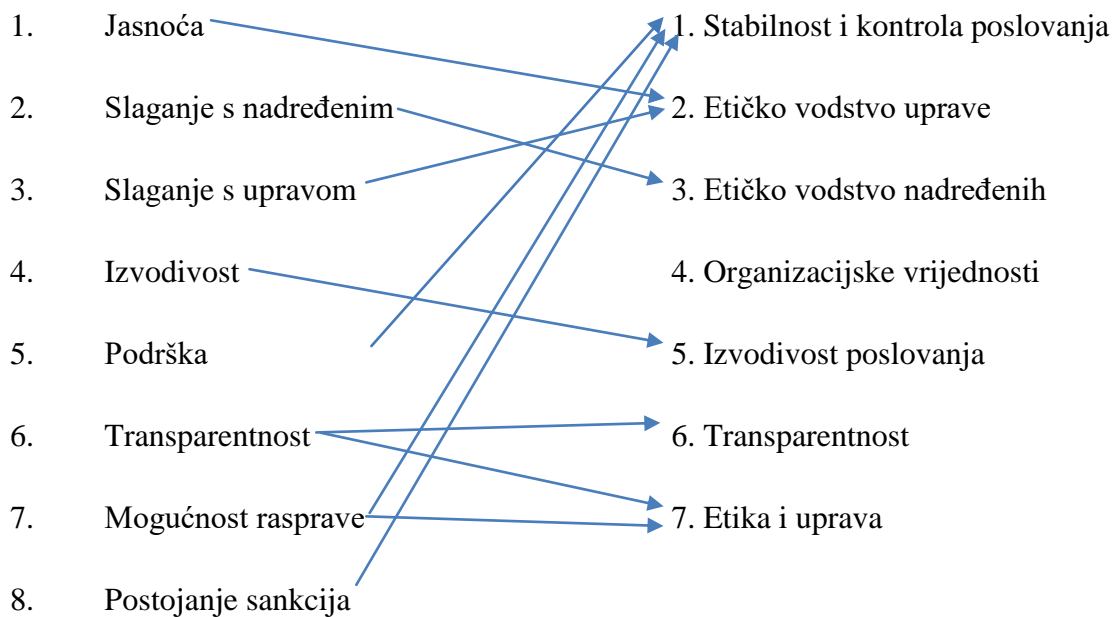 1. Jasnoća 1. Stabilnost i kontrola poslovanja
2. Slaganje s nadređenim 2. Etičko vodstvo uprave
3. Slaganje s upravom 3. Etičko vodstvo nadređenih
4. Izvodivost 4. Organizacijske vrijednosti
5. Podrška 5. Izvodivost poslovanja
6. Transparentnost 6. Transparentnost
7. Mogućnost rasprave 7. Etika i uprava
8. Postojanje sankcija